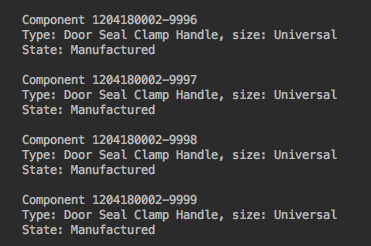 Component 1204180002-9996
Type: Door Seal Clamp Handle, size: Universal
State: Manufactured
Component 1204180002-9997
Type: Door Seal Clamp Handle, size: Universal
State: Manufactured
Component 1204180002-9998
Type: Door Seal Clamp Handle, size: Universal
State: Manufactured
Component 1204180002-9999
Type: Door Seal Clamp Handle, size: Universal
State: Manufactured